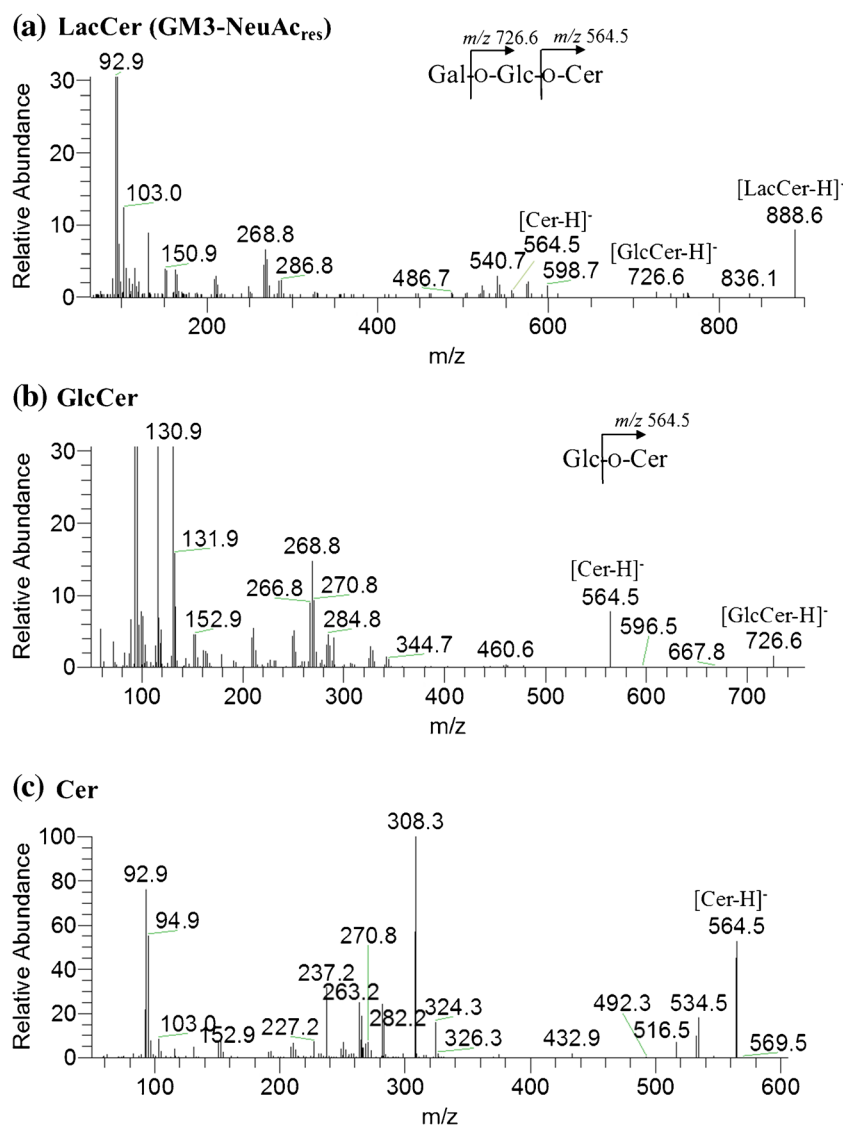 (a) LacCer (GM3-NeuAcres)
m/z 726.6 m/z 564.5
Gal-O-Glc-O-Cer
92.9
103.0
150.9
268.8
286.8
486.7
540.7
[Cer-H]-
564.5
598.7
[GlcCer-H]-
726.6
836.1
[LacCer-H]-
888.6
Relative Abundance
30
20
10
0
200 400 600 800
m/z
(b) GlcCer
m/z 564.5
Glc-O-Cer
130.9
131.9
152.9
266.8
268.8
270.8
284.8
344.7
460.6
[Cer-H]-
564.5
596.5
667.8
[GlcCer-H]-
726.6
Relative Abundance
30
20
10
0
100 200 300 400 500 600 700
m/z
(c) Cer
92.9
94.9
103.0
152.9
227.2
237.2
263.2
270.8
282.2
308.3
324.3
326.3
432.9
492.3
516.5
534.5
[Cer-H]-
564.5
569.5
Relative Abundance
100
80
60
40
20
0
100 200 300 400 500 600
m/z